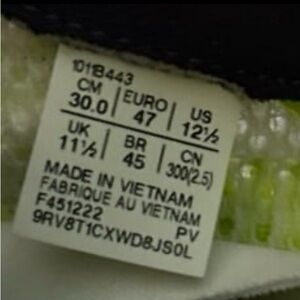 1011B443
CM EURO US
30.0 47 12½
UK BR CN
11½ 45 300(2.5)
MADE IN VIETNAM
FABRIQUE AU VIETNAM
F451222 PV
9RV8T1CXWD8JS0L